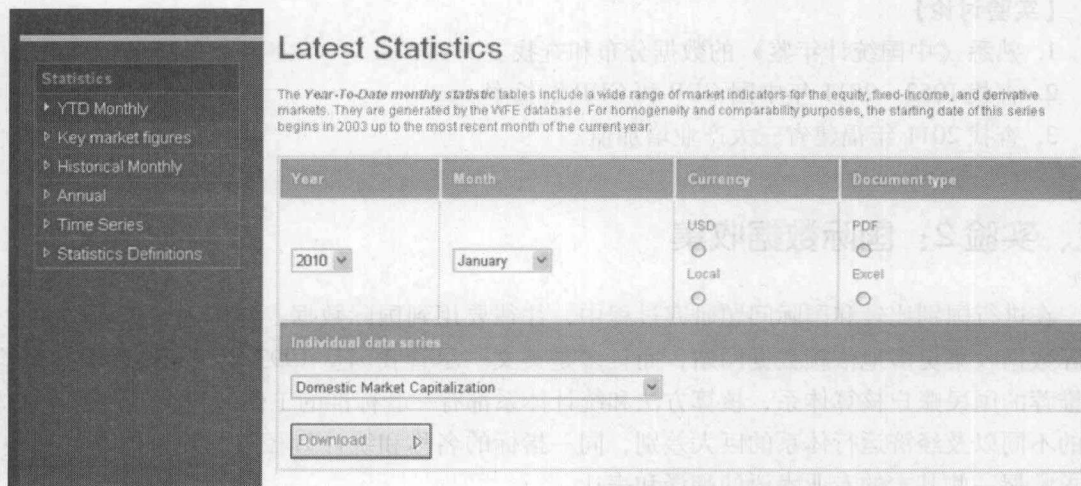 Statistics
YTD Monthly
Key market figures
Historical Monthly
Annual
Time Series
Statistics Definitions
Latest Statistics
The Year-To-Date monthly statistic tables include a wide range of market indicators for the equity, fixed-income, and derivative
markets. They are generated by the WFE database. For homogeneity and comparability purposes, the starting date of this series
begins in 2003 up to the most recent month of the current year.
Year Month Currency Document type
2010 January USD PDF
Local Excel
Individual data series
Domestic Market Capitalization
Download